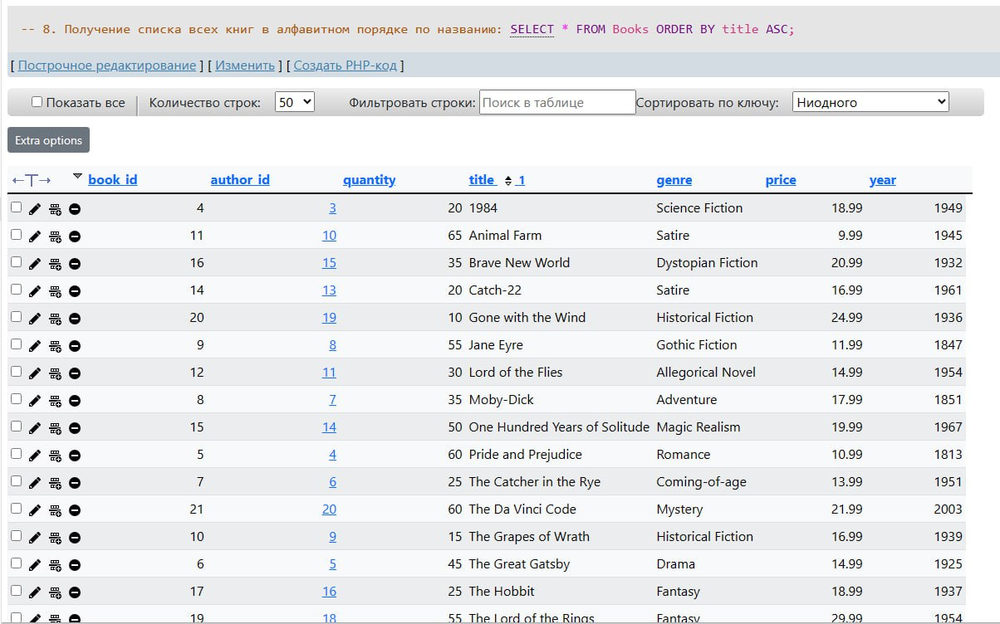 -- 8. Получение списка всех книг в алфавитном порядке по названию: SELECT * FROM Books ORDER BY title ASC;
[ Построчное редактирование ] [ Изменить ] [ Создать PHP-код ]
Показать все Количество строк: 50 Фильтровать строки: Поиск в таблице Сортировать по ключу: Ниодного
Extra options
←T→ book_id author_id quantity title 1 genre price year
4 3 20 1984 Science Fiction 18.99 1949
11 10 65 Animal Farm Satire 9.99 1945
16 15 35 Brave New World Dystopian Fiction 20.99 1932
14 13 20 Catch-22 Satire 16.99 1961
20 19 10 Gone with the Wind Historical Fiction 24.99 1936
9 8 55 Jane Eyre Gothic Fiction 11.99 1847
12 11 30 Lord of the Flies Allegorical Novel 14.99 1954
8 7 35 Moby-Dick Adventure 17.99 1851
15 14 50 One Hundred Years of Solitude Magic Realism 19.99 1967
5 4 60 Pride and Prejudice Romance 10.99 1813
7 6 25 The Catcher in the Rye Coming-of-age 13.99 1951
21 20 60 The Da Vinci Code Mystery 21.99 2003
10 9 15 The Grapes of Wrath Historical Fiction 16.99 1939
6 5 45 The Great Gatsby Drama 14.99 1925
17 16 25 The Hobbit Fantasy 18.99 1937
19 18 55 The Lord of the Rings Fantasy 29.99 1954